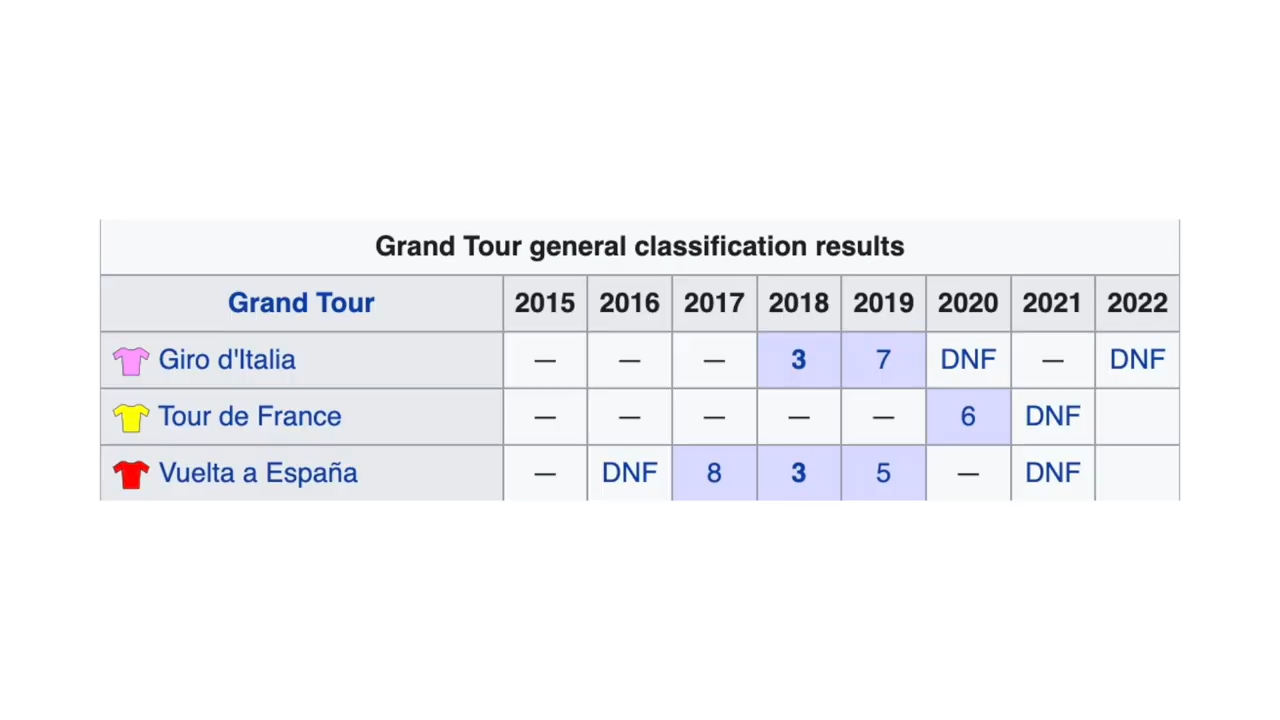 Grand Tour general classification results
Grand Tour 2015 2016 2017 2018 2019 2020 2021 2022
Giro d'Italia — — — 3 7 DNF — DNF
Tour de France — — — — — 6 DNF
Vuelta a España — DNF 8 3 5 — DNF